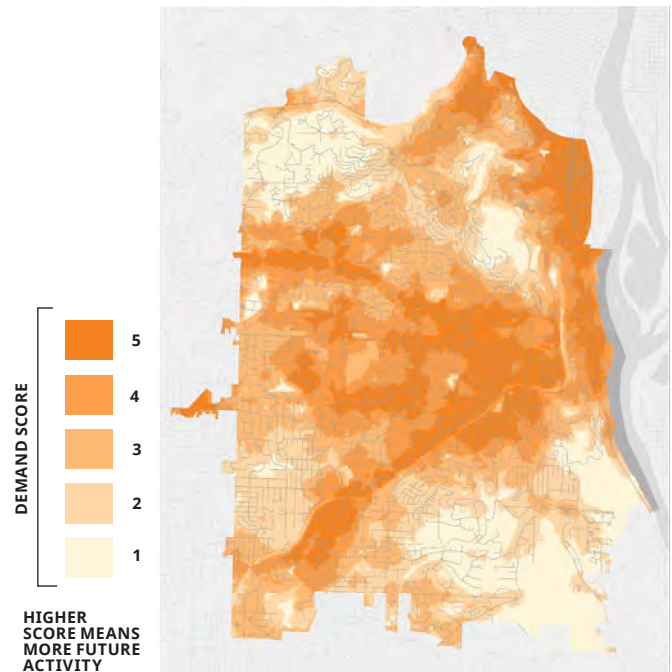 DEMAND SCORE
5
4
3
2
1
HIGHER
SCORE MEANS
MORE FUTURE
ACTIVITY